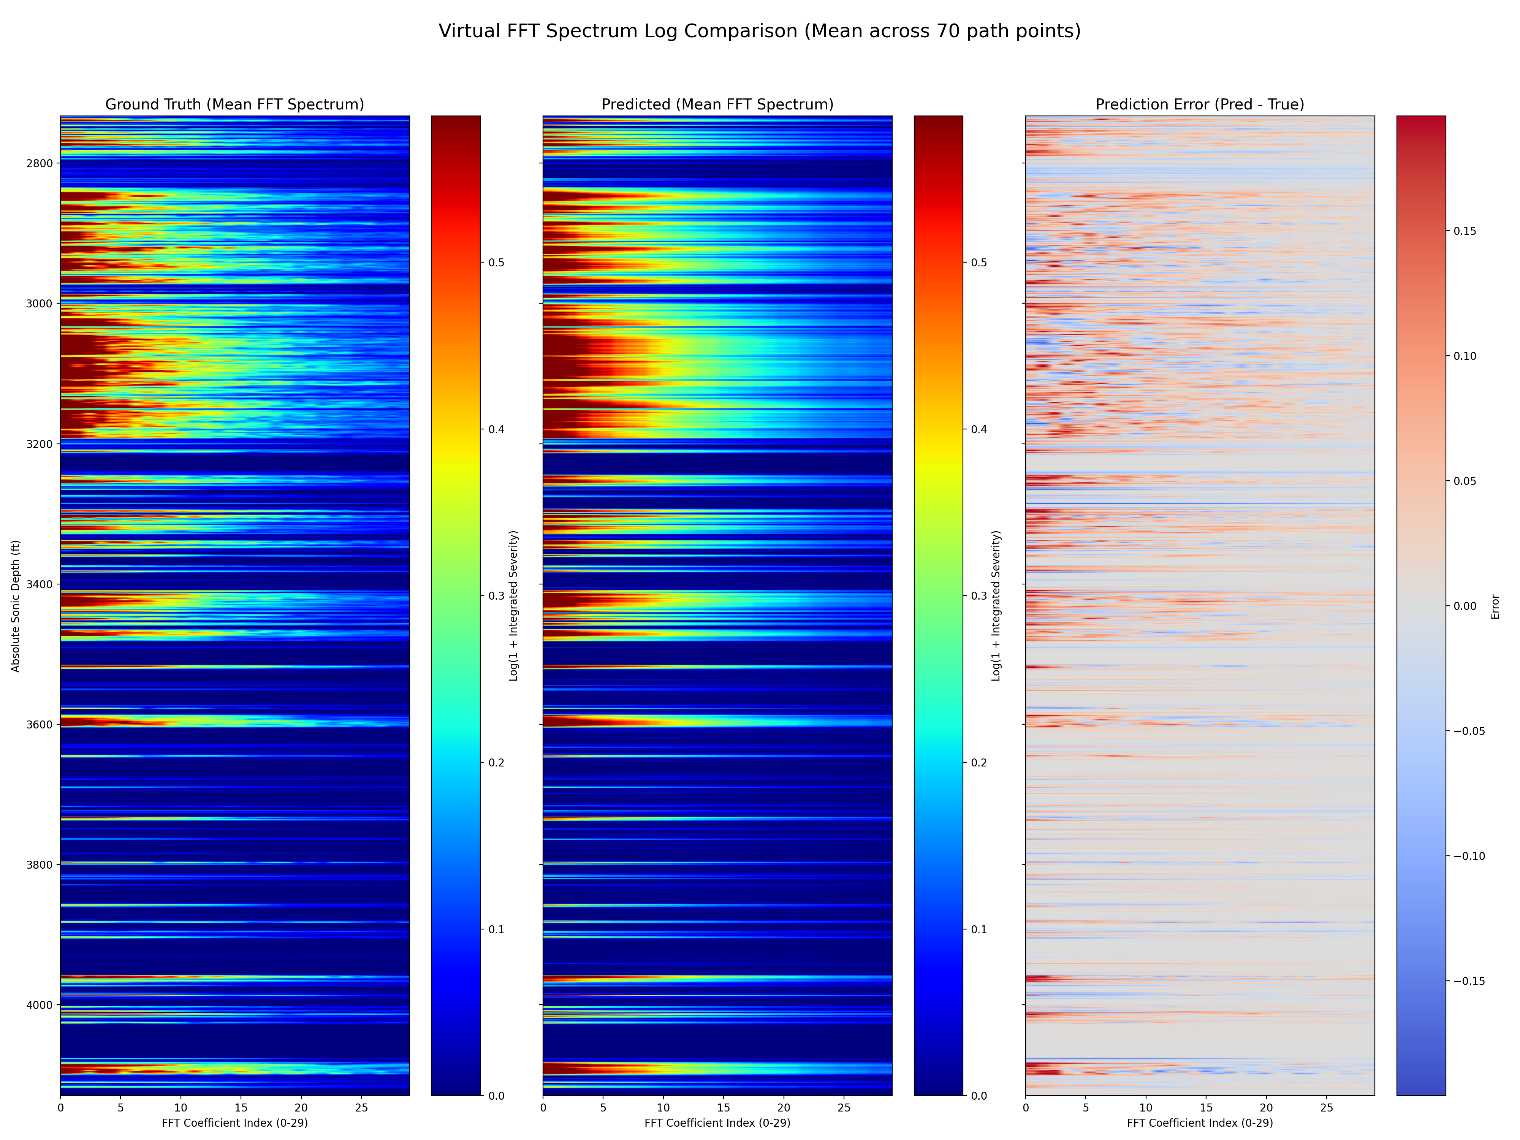 Virtual FFT Spectrum Log Comparison (Mean across 70 path points)
Ground Truth (Mean FFT Spectrum)
Absolute Sonic Depth (ft)
2800
3000
3200
3400
3600
3800
4000
0 5 10 15 20 25
FFT Coefficient Index (0-29)
0.5
0.4
0.3
0.2
0.1
0.0
Log(1 + Integrated Severity)
Predicted (Mean FFT Spectrum)
0 5 10 15 20 25
FFT Coefficient Index (0-29)
0.5
0.4
0.3
0.2
0.1
0.0
Log(1 + Integrated Severity)
Prediction Error (Pred - True)
0 5 10 15 20 25
FFT Coefficient Index (0-29)
0.15
0.10
0.05
0.00
−0.05
−0.10
−0.15
Error